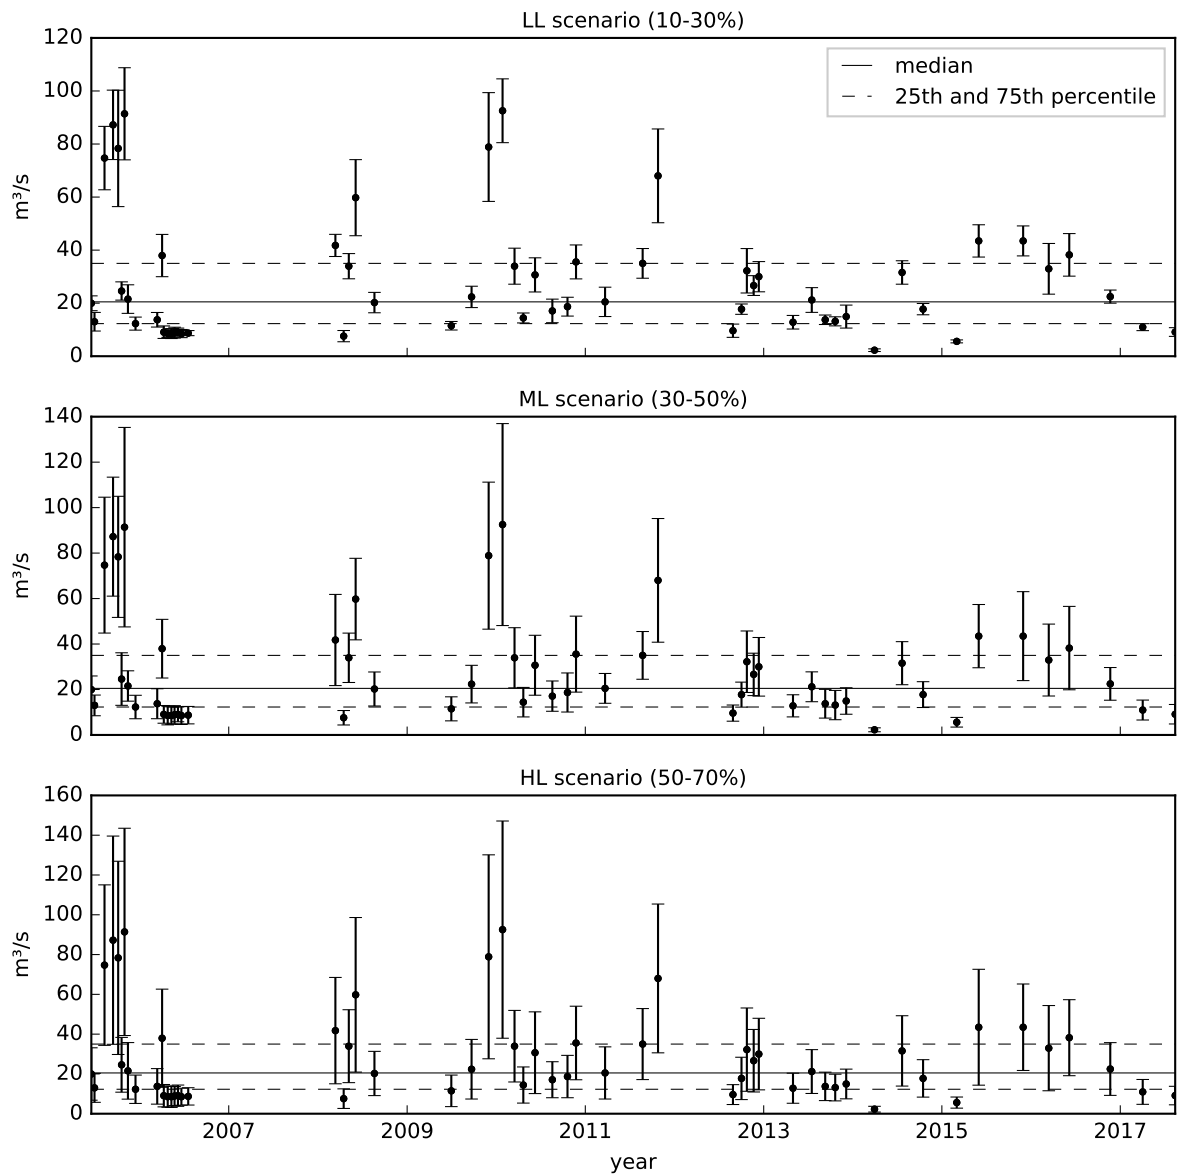 LL scenario (10-30%)
120
100
80
60
40
20
0
m³/s
median
25th and 75th percentile
ML scenario (30-50%)
140
120
100
80
60
40
20
0
m³/s
HL scenario (50-70%)
160
140
120
100
80
60
40
20
0
m³/s
2007 2009 2011 2013 2015 2017
year